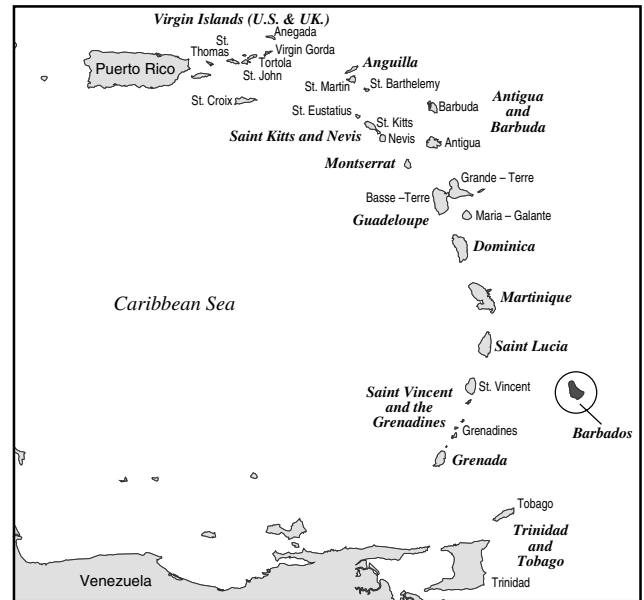 Virgin Islands (U.S. & UK.)
Anegada
St.
Thomas
Virgin Gorda
Tortola
St. John
Puerto Rico
Anguilla
St. Martin
St. Barthelemy
St. Croix
St. Eustatius
Barbuda
Antigua
and
Barbuda
St. Kitts
Saint Kitts and Nevis
Nevis
Antigua
Montserrat
Grande – Terre
Basse –Terre
Guadeloupe
Maria – Galante
Dominica
Caribbean Sea
Martinique
Saint Lucia
Saint Vincent
and the
Grenadines
St. Vincent
Grenadines
Barbados
Grenada
Tobago
Trinidad
and
Tobago
Venezuela
Trinidad